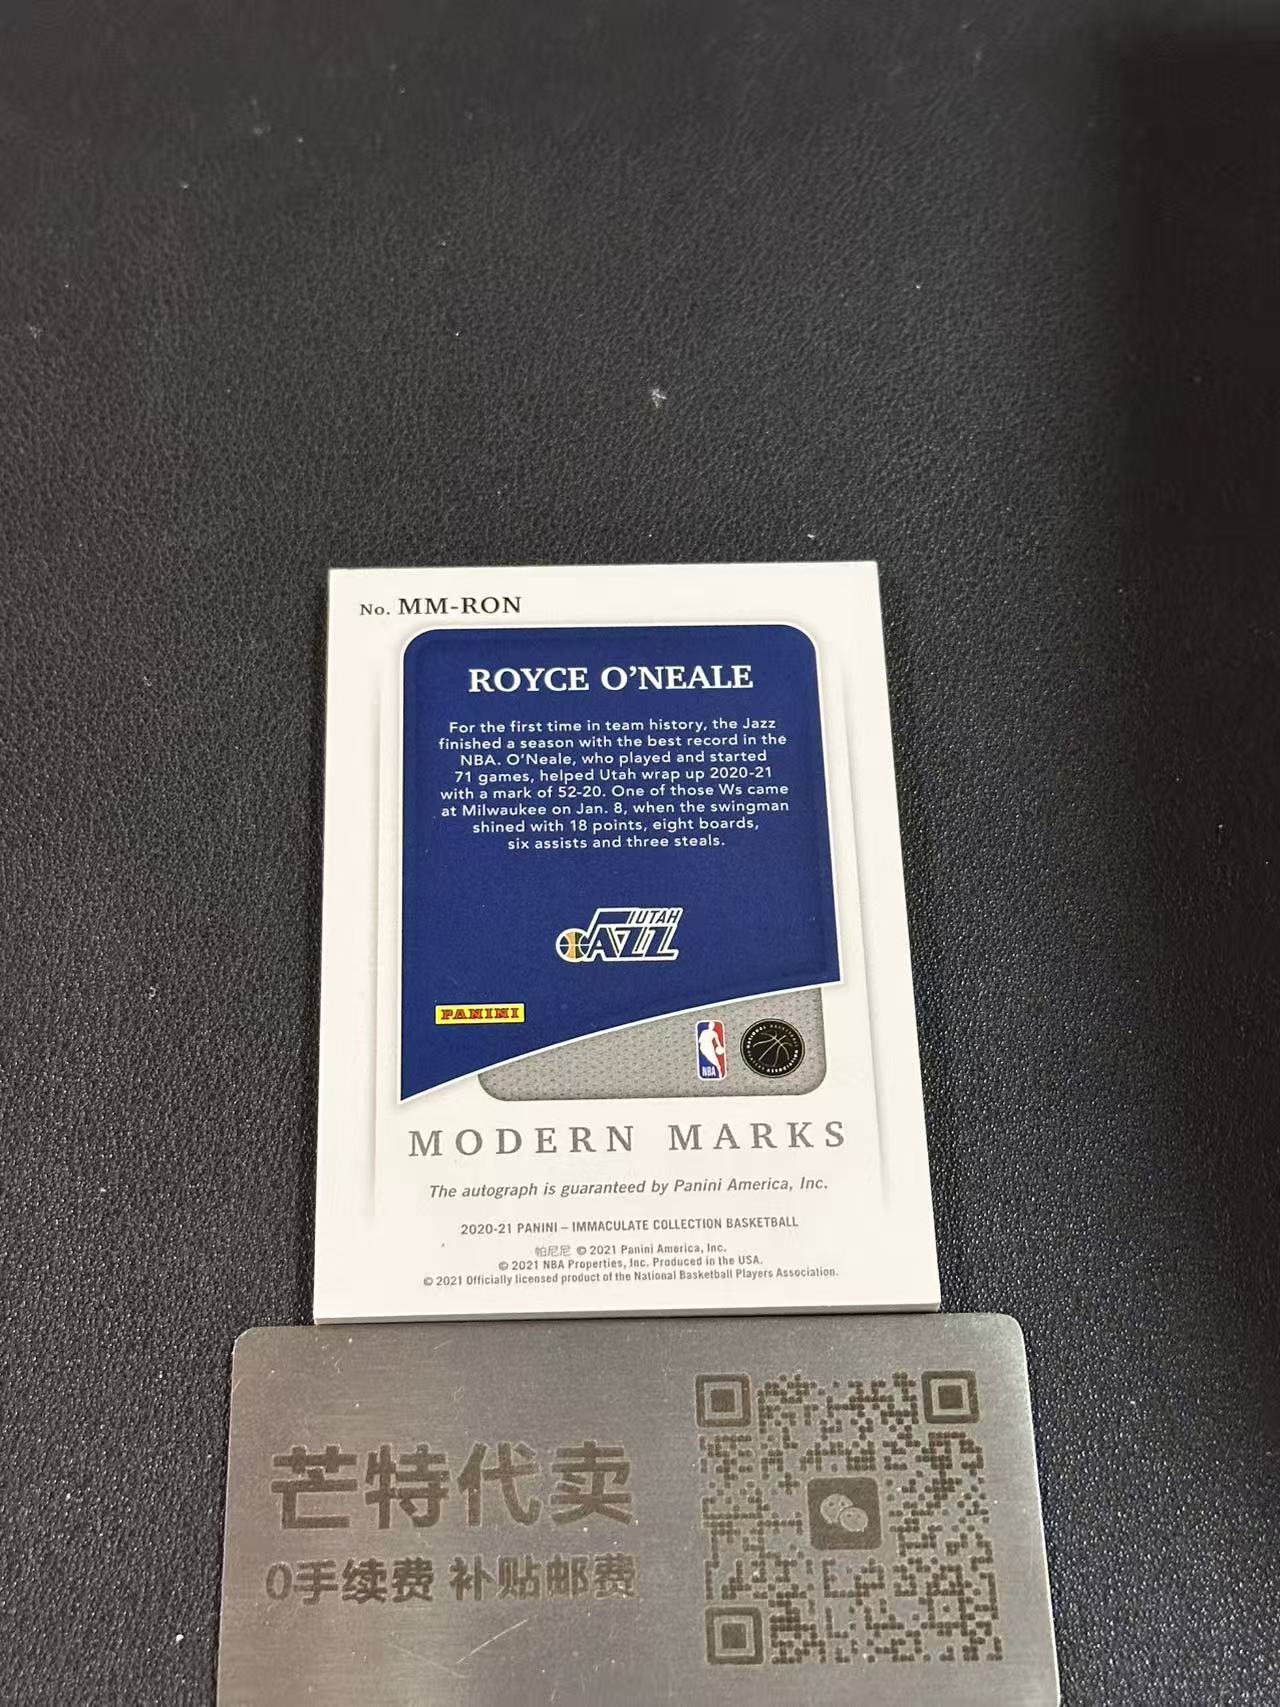 No. MM-RON
ROYCE O'NEALE
For the first time in team history, the Jazz
finished a season with the best record in the
NBA. O'Neale, who played and started
71 games, helped Utah wrap up 2020-21
with a mark of 52-20. One of those Ws came
at Milwaukee on Jan. 8, when the swingman
shined with 18 points, eight boards,
six assists and three steals.
UTAH
JAZZ
PANINI
NBA
MODERN MARKS
The autograph is guaranteed by Panini America, Inc.
2020-21 PANINI – IMMACULATE COLLECTION BASKETBALL
帕尼尼 © 2021 Panini America, Inc.
© 2021 NBA Properties, Inc. Produced in the USA.
© 2021 Officially licensed product of the National Basketball Players Association.
芒特代卖
0手续费 补贴邮费